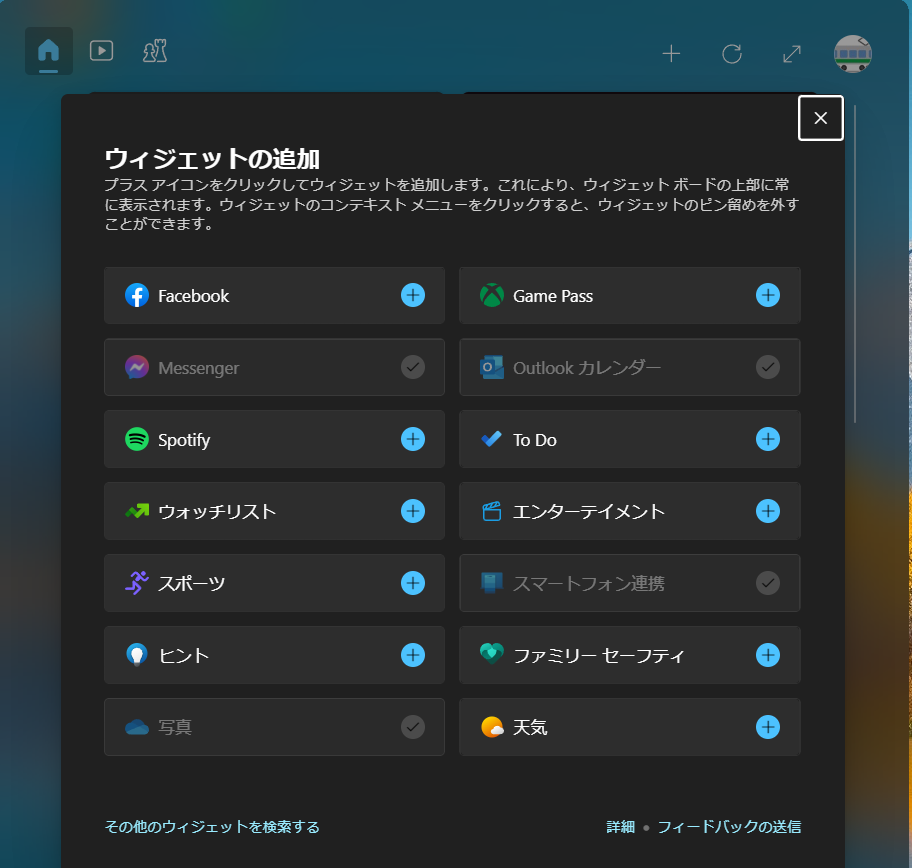 ウィジェットの追加
プラス アイコンをクリックしてウィジェットを追加します。これにより、ウィジェット ボードの上部に常
に表示されます。ウィジェットのコンテキスト メニューをクリックすると、ウィジェットのピン留めを外す
ことができます。
Facebook
Game Pass
Messenger
Outlook カレンダー
Spotify
To Do
ウォッチリスト
エンターテイメント
スポーツ
スマートフォン連携
ヒント
ファミリー セーフティ
写真
天気
その他のウィジェットを検索する
詳細 • フィードバックの送信